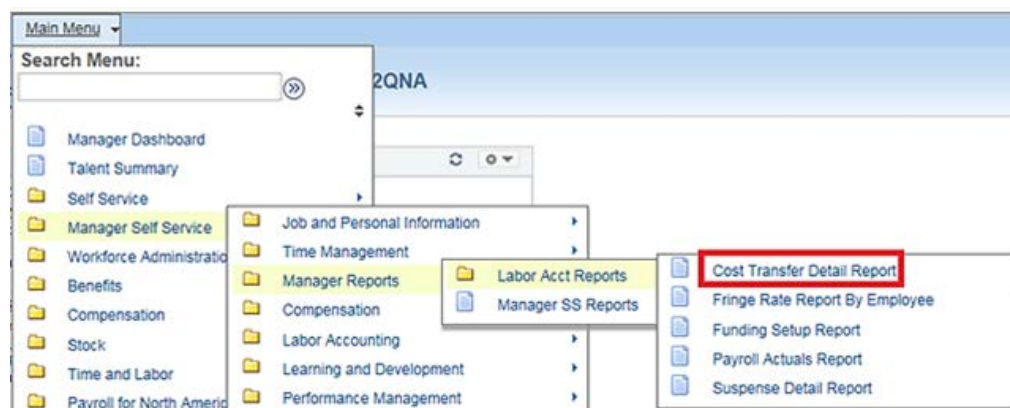 Main Menu
Search Menu:
2QNA
Manager Dashboard
Talent Summary
Self Service
Manager Self Service
Workforce Administratio
Benefits
Compensation
Stock
Time and Labor
Payroll for North Americ
Job and Personal Information
Time Management
Manager Reports
Compensation
Labor Accounting
Learning and Development
Performance Management
Labor Acct Reports
Manager SS Reports
Cost Transfer Detail Report
Fringe Rate Report By Employee
Funding Setup Report
Payroll Actuals Report
Suspense Detail Report